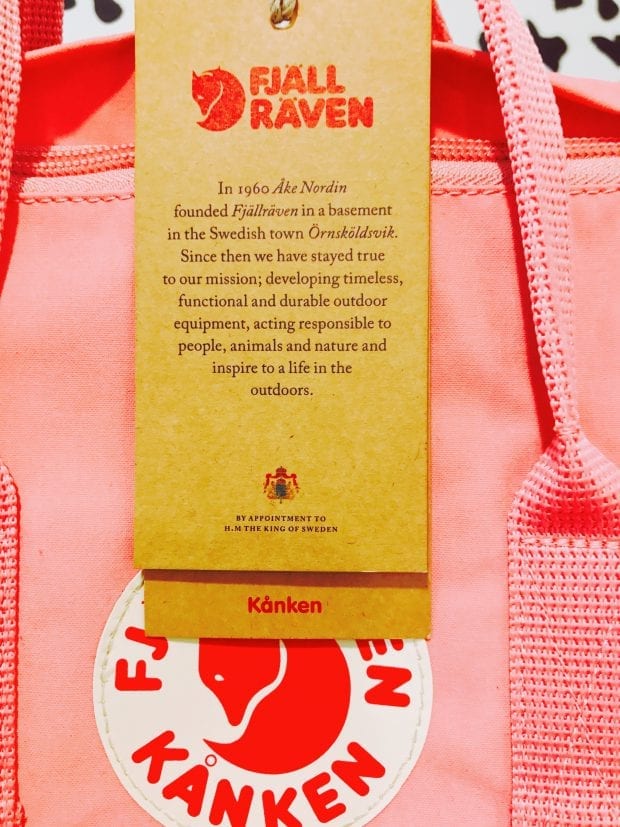 FJÄLL
RÄVEN
In 1960 Åke Nordin
founded Fjällräven in a basement
in the Swedish town Örnsköldsvik.
Since then we have stayed true
to our mission; developing timeless,
functional and durable outdoor
equipment, acting responsible to
people, animals and nature and
inspire to a life in the
outdoors.
BY APPOINTMENT TO
H.M THE KING OF SWEDEN
Kånken
FJ
EN
KÅNKEN